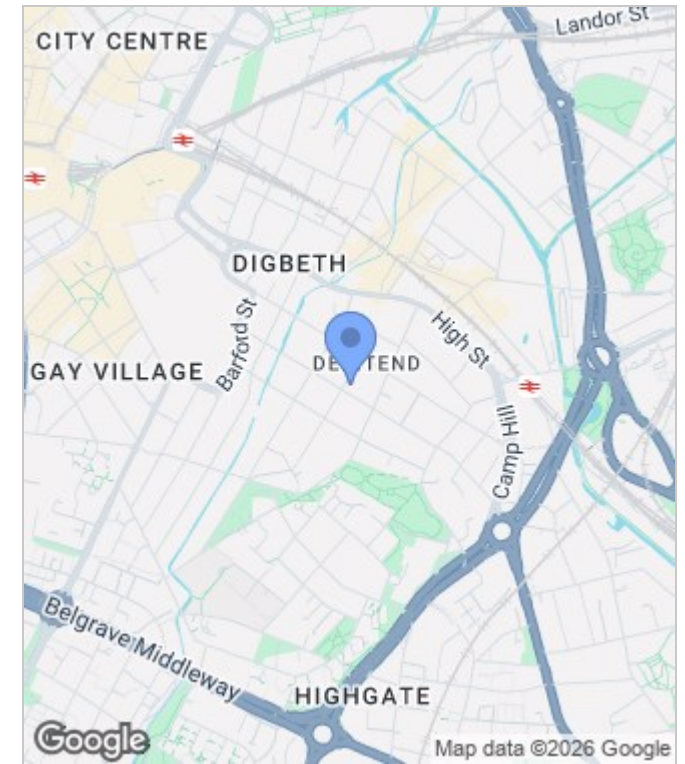 CITY CENTRE
Landor St
DIGBETH
Barford St
High St
GAY VILLAGE
Camp Hill
Belgrave Middleway
HIGHGATE
Google
Map data ©2026 Google